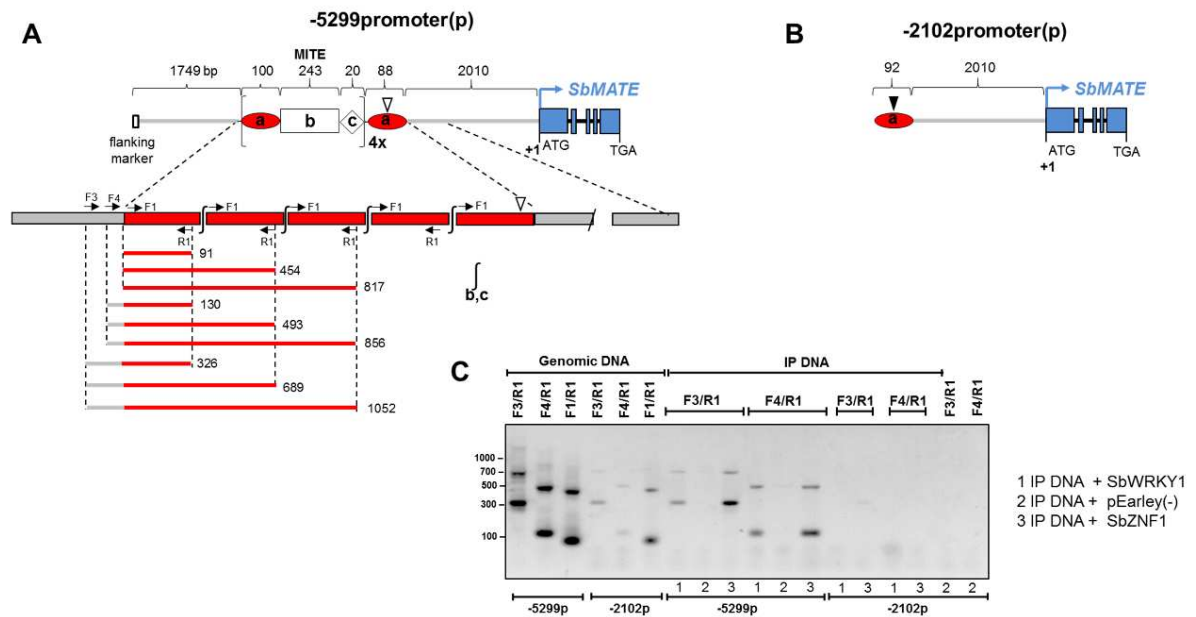 A
-5299promoter(p)
MITE
1749 bp 100 243 20 88 2010
SbMATE
a b c a
4x
flanking
marker
+1
ATG
TGA
F3 F4 F1 F1 F1 F1 F1
R1 R1 R1 R1
91
454
817
130
493
856
326
689
1052
b,c
B
-2102promoter(p)
92 2010
SbMATE
a
ATG
TGA
+1
C
Genomic DNA IP DNA
F3/R1 F4/R1 F1/R1 F3/R1 F4/R1 F1/R1 F3/R1 F4/R1 F3/R1 F4/R1 F3/R1 F4/R1
1000
700
500
300
100
1 2 3 1 2 3 1 3 1 3 2 2
-5299p -2102p -5299p -2102p
1 IP DNA + SbWRKY1
2 IP DNA + pEarley(-)
3 IP DNA + SbZNF1